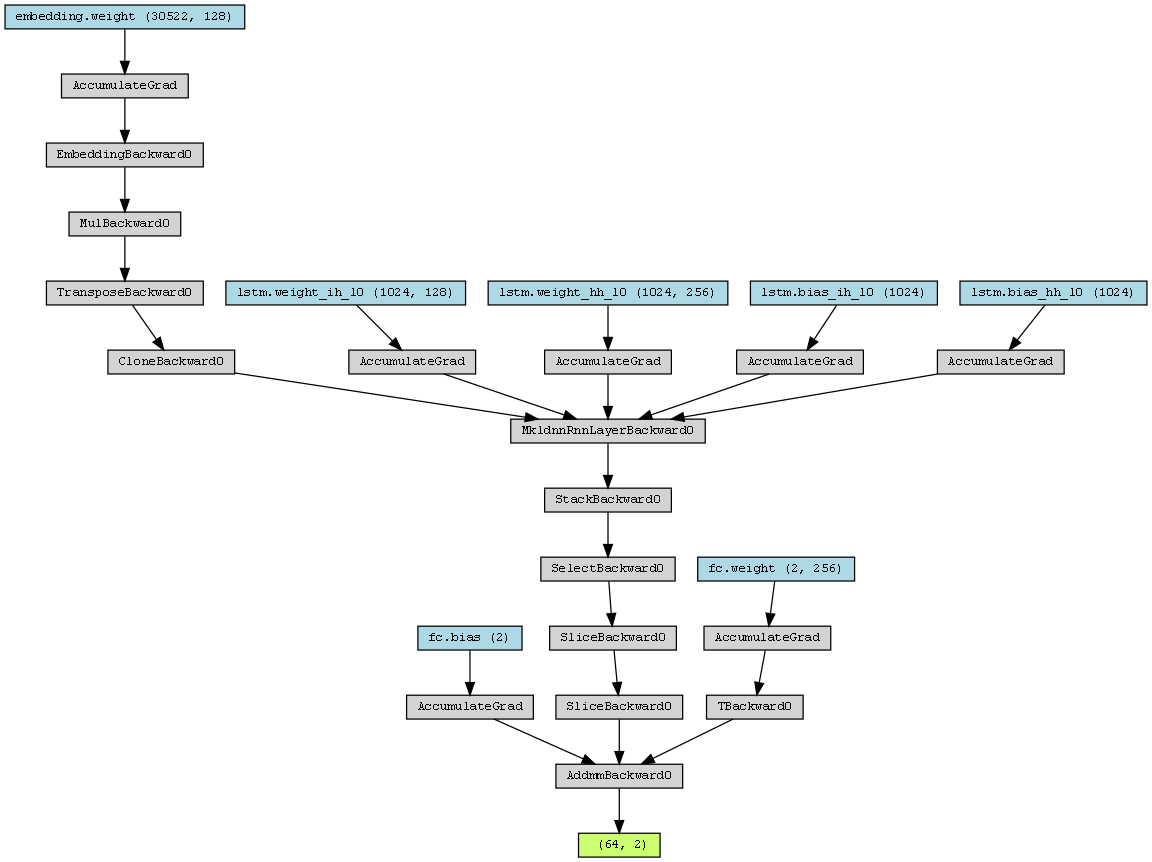 embedding.weight (30522, 128)
AccumulateGrad
EmbeddingBackward0
MulBackward0
TransposeBackward0
lstm.weight_ih_l0 (1024, 128)
lstm.weight_hh_l0 (1024, 256)
lstm.bias_ih_l0 (1024)
lstm.bias_hh_l0 (1024)
CloneBackward0
AccumulateGrad
AccumulateGrad
AccumulateGrad
AccumulateGrad
MkldnnRnnLayerBackward0
StackBackward0
SelectBackward0
fc.weight (2, 256)
fc.bias (2)
SliceBackward0
AccumulateGrad
AccumulateGrad
SliceBackward0
TBackward0
AddmmBackward0
(64, 2)